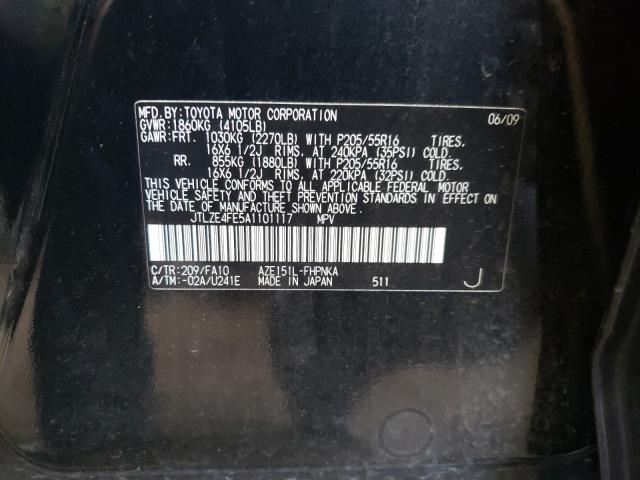 MFD.BY:TOYOTA MOTOR CORPORATION 06/09
GVWR:1860KG (4105LB)
GAWR:FRT. 1030KG (2270LB) WITH P205/55R16 TIRES,
16X6 1/2J RIMS, AT 240KPA (35PSI) COLD
RR. 855KG (1880LB) WITH P205/55R16 TIRES,
16X6 1/2J RIMS, AT 220KPA (32PSI) COLD
THIS VEHICLE CONFORMS TO ALL APPLICABLE FEDERAL MOTOR
VEHICLE SAFETY AND THEFT PREVENTION STANDARDS IN EFFECT
ON THE DATE OF MANUFACTURE SHOWN ABOVE.
JTLZE4FE5A1101117 MPV
C/TR:209/FA10 AZE151L-FHPNKA
A/TM:-02A/U241E MADE IN JAPAN 511 J